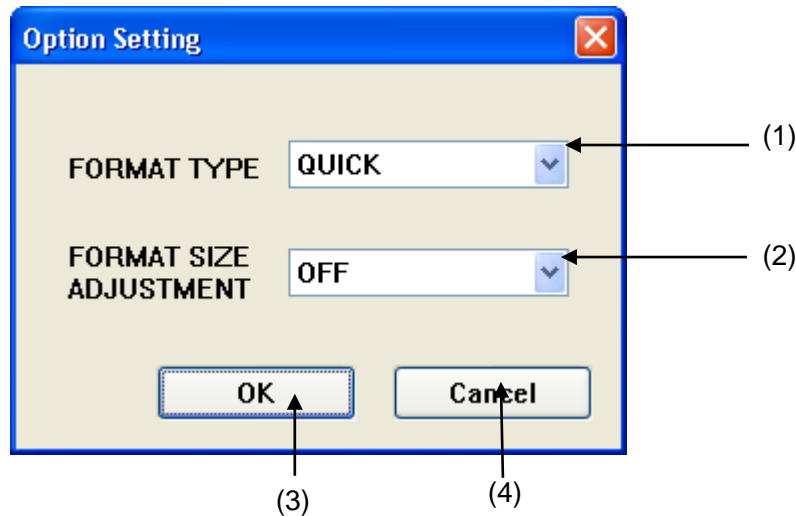 Option Setting
FORMAT TYPE
QUICK
(1)
FORMAT SIZE
ADJUSTMENT
OFF
(2)
OK
Cancel
(3)
(4)